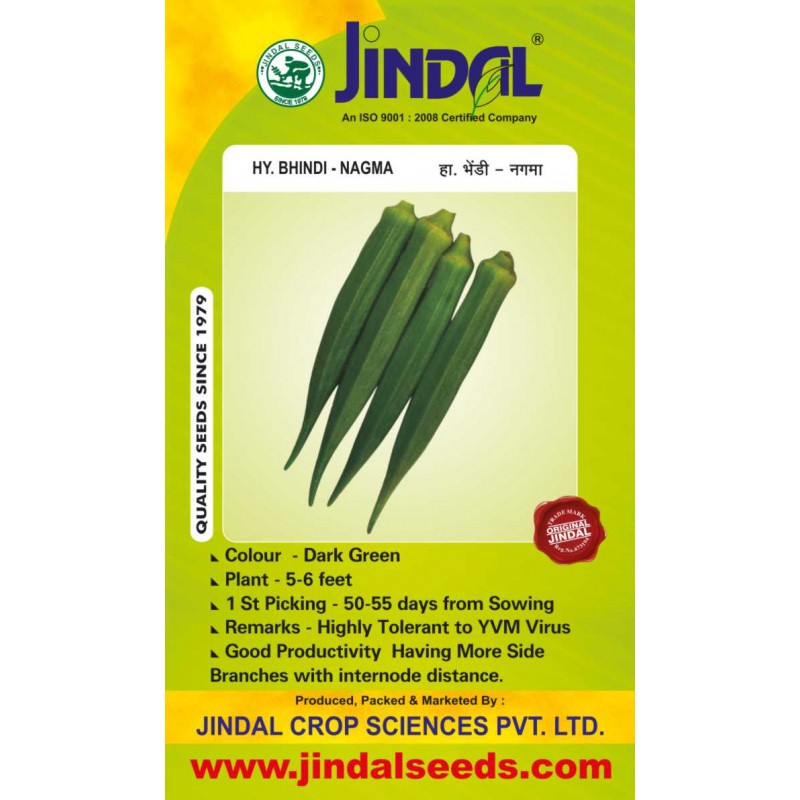 JINDAL SEEDS
SINCE 1979
JINDAL®
An ISO 9001 : 2008 Certified Company
HY. BHINDI - NAGMA हा. भेंडी – नगमा
QUALITY SEEDS SINCE 1979
TRADE MARK
ORIGINAL
JINDAL
Colour - Dark Green
Plant - 5-6 feet
1 St Picking - 50-55 days from Sowing
Remarks - Highly Tolerant to YVM Virus
Good Productivity Having More Side
Branches with internode distance.
Produced, Packed & Marketed By :
JINDAL CROP SCIENCES PVT. LTD.
www.jindalseeds.com